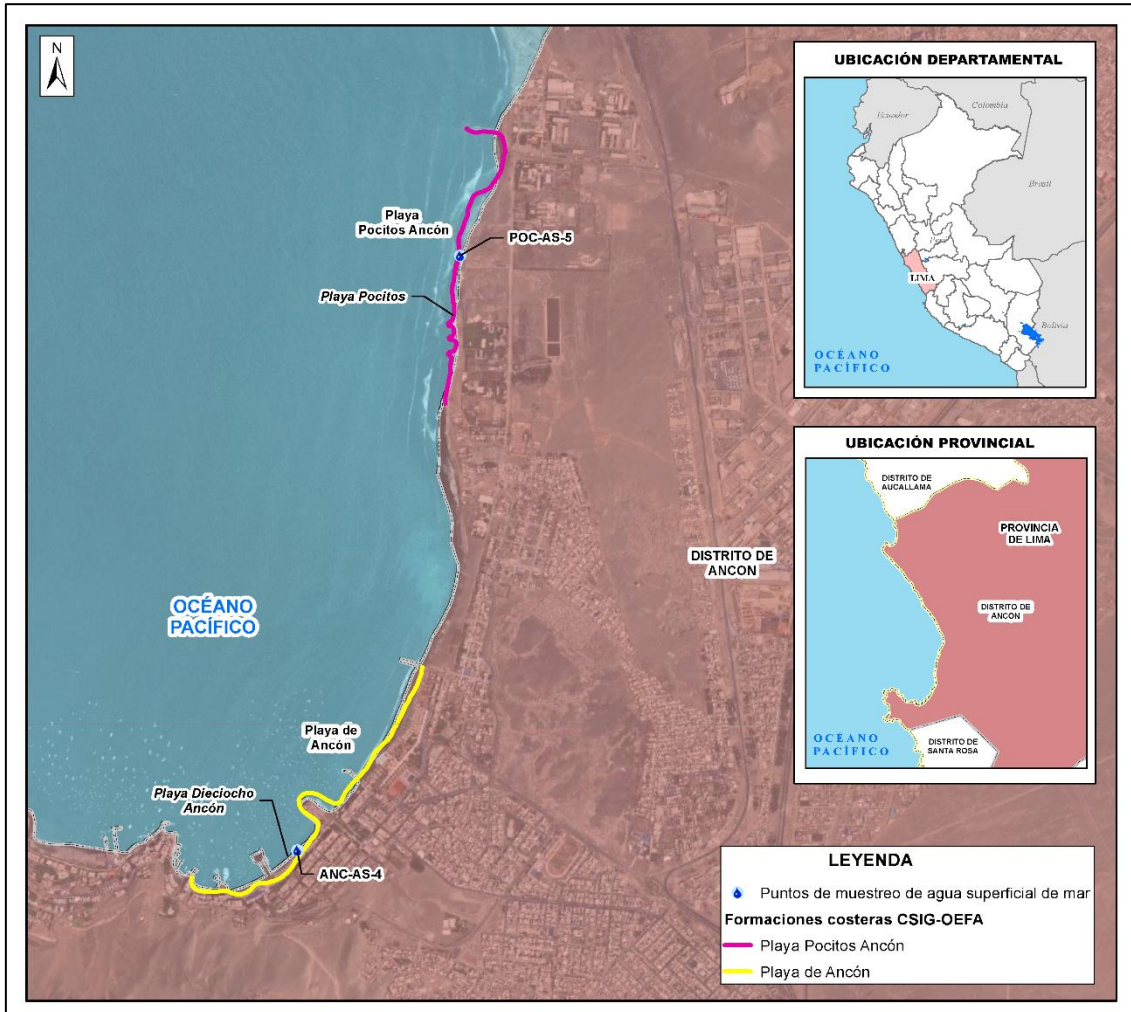 N
Playa
Pocitos Ancón
POC-AS-5
Playa Pocitos
DISTRITO DE
ANCON
OCÉANO
PACÍFICO
Playa de
Ancón
Playa Dieciocho
Ancón
ANC-AS-4
UBICACIÓN DEPARTAMENTAL
Ecuador
Colombia
Brasil
LIMA
Bolivia
OCÉANO
PACÍFICO
UBICACIÓN PROVINCIAL
DISTRITO DE
AUCALLAMA
PROVINCIA
DE LIMA
DISTRITO DE
ANCÓN
OCÉANO
PACÍFICO
DISTRITO DE
SANTA ROSA
LEYENDA
Puntos de muestreo de agua superficial de mar
Formaciones costeras CSIG-OEFA
Playa Pocitos Ancón
Playa de Ancón